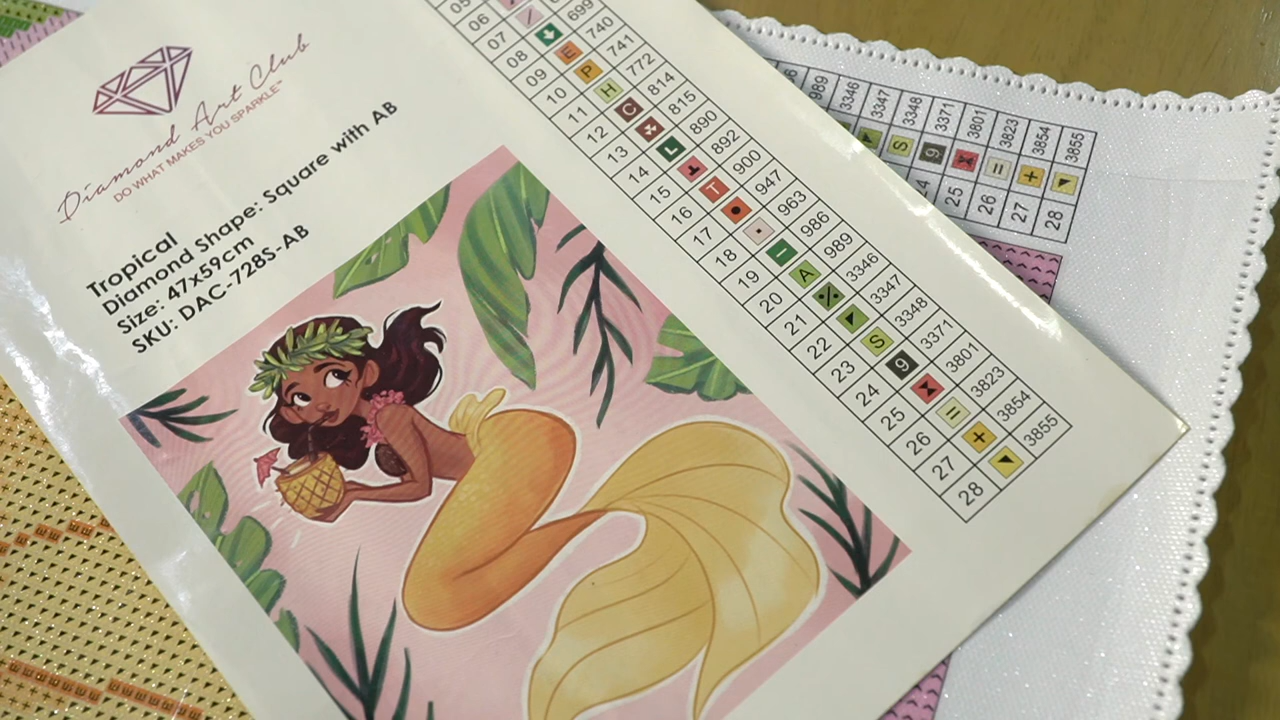 Diamond Art Club™
DO WHAT MAKES YOU SPARKLE™
Tropical
Diamond Shape: Square with AB
Size: 47x59cm
SKU: DAC-728S-AB
06
07 /
08 ↓ 699
09 E 740
10 P 741
11 H 772
12 C 814
13 815
14 L 890
15 ⊥ 892
16 T 900
17 ● 947
18 ▪ 963
19 − 986
20 A 989
21 % 3346
22 ◤ 3347
23 S 3348
24 9 3371
25 ⧗ 3801
26 = 3823
27 + 3854
28 ◤ 3855
989 3346 3347 3348 3371 3801 3823 3854 3855
S 9 ⧗ = + ◤
25 26 27 28